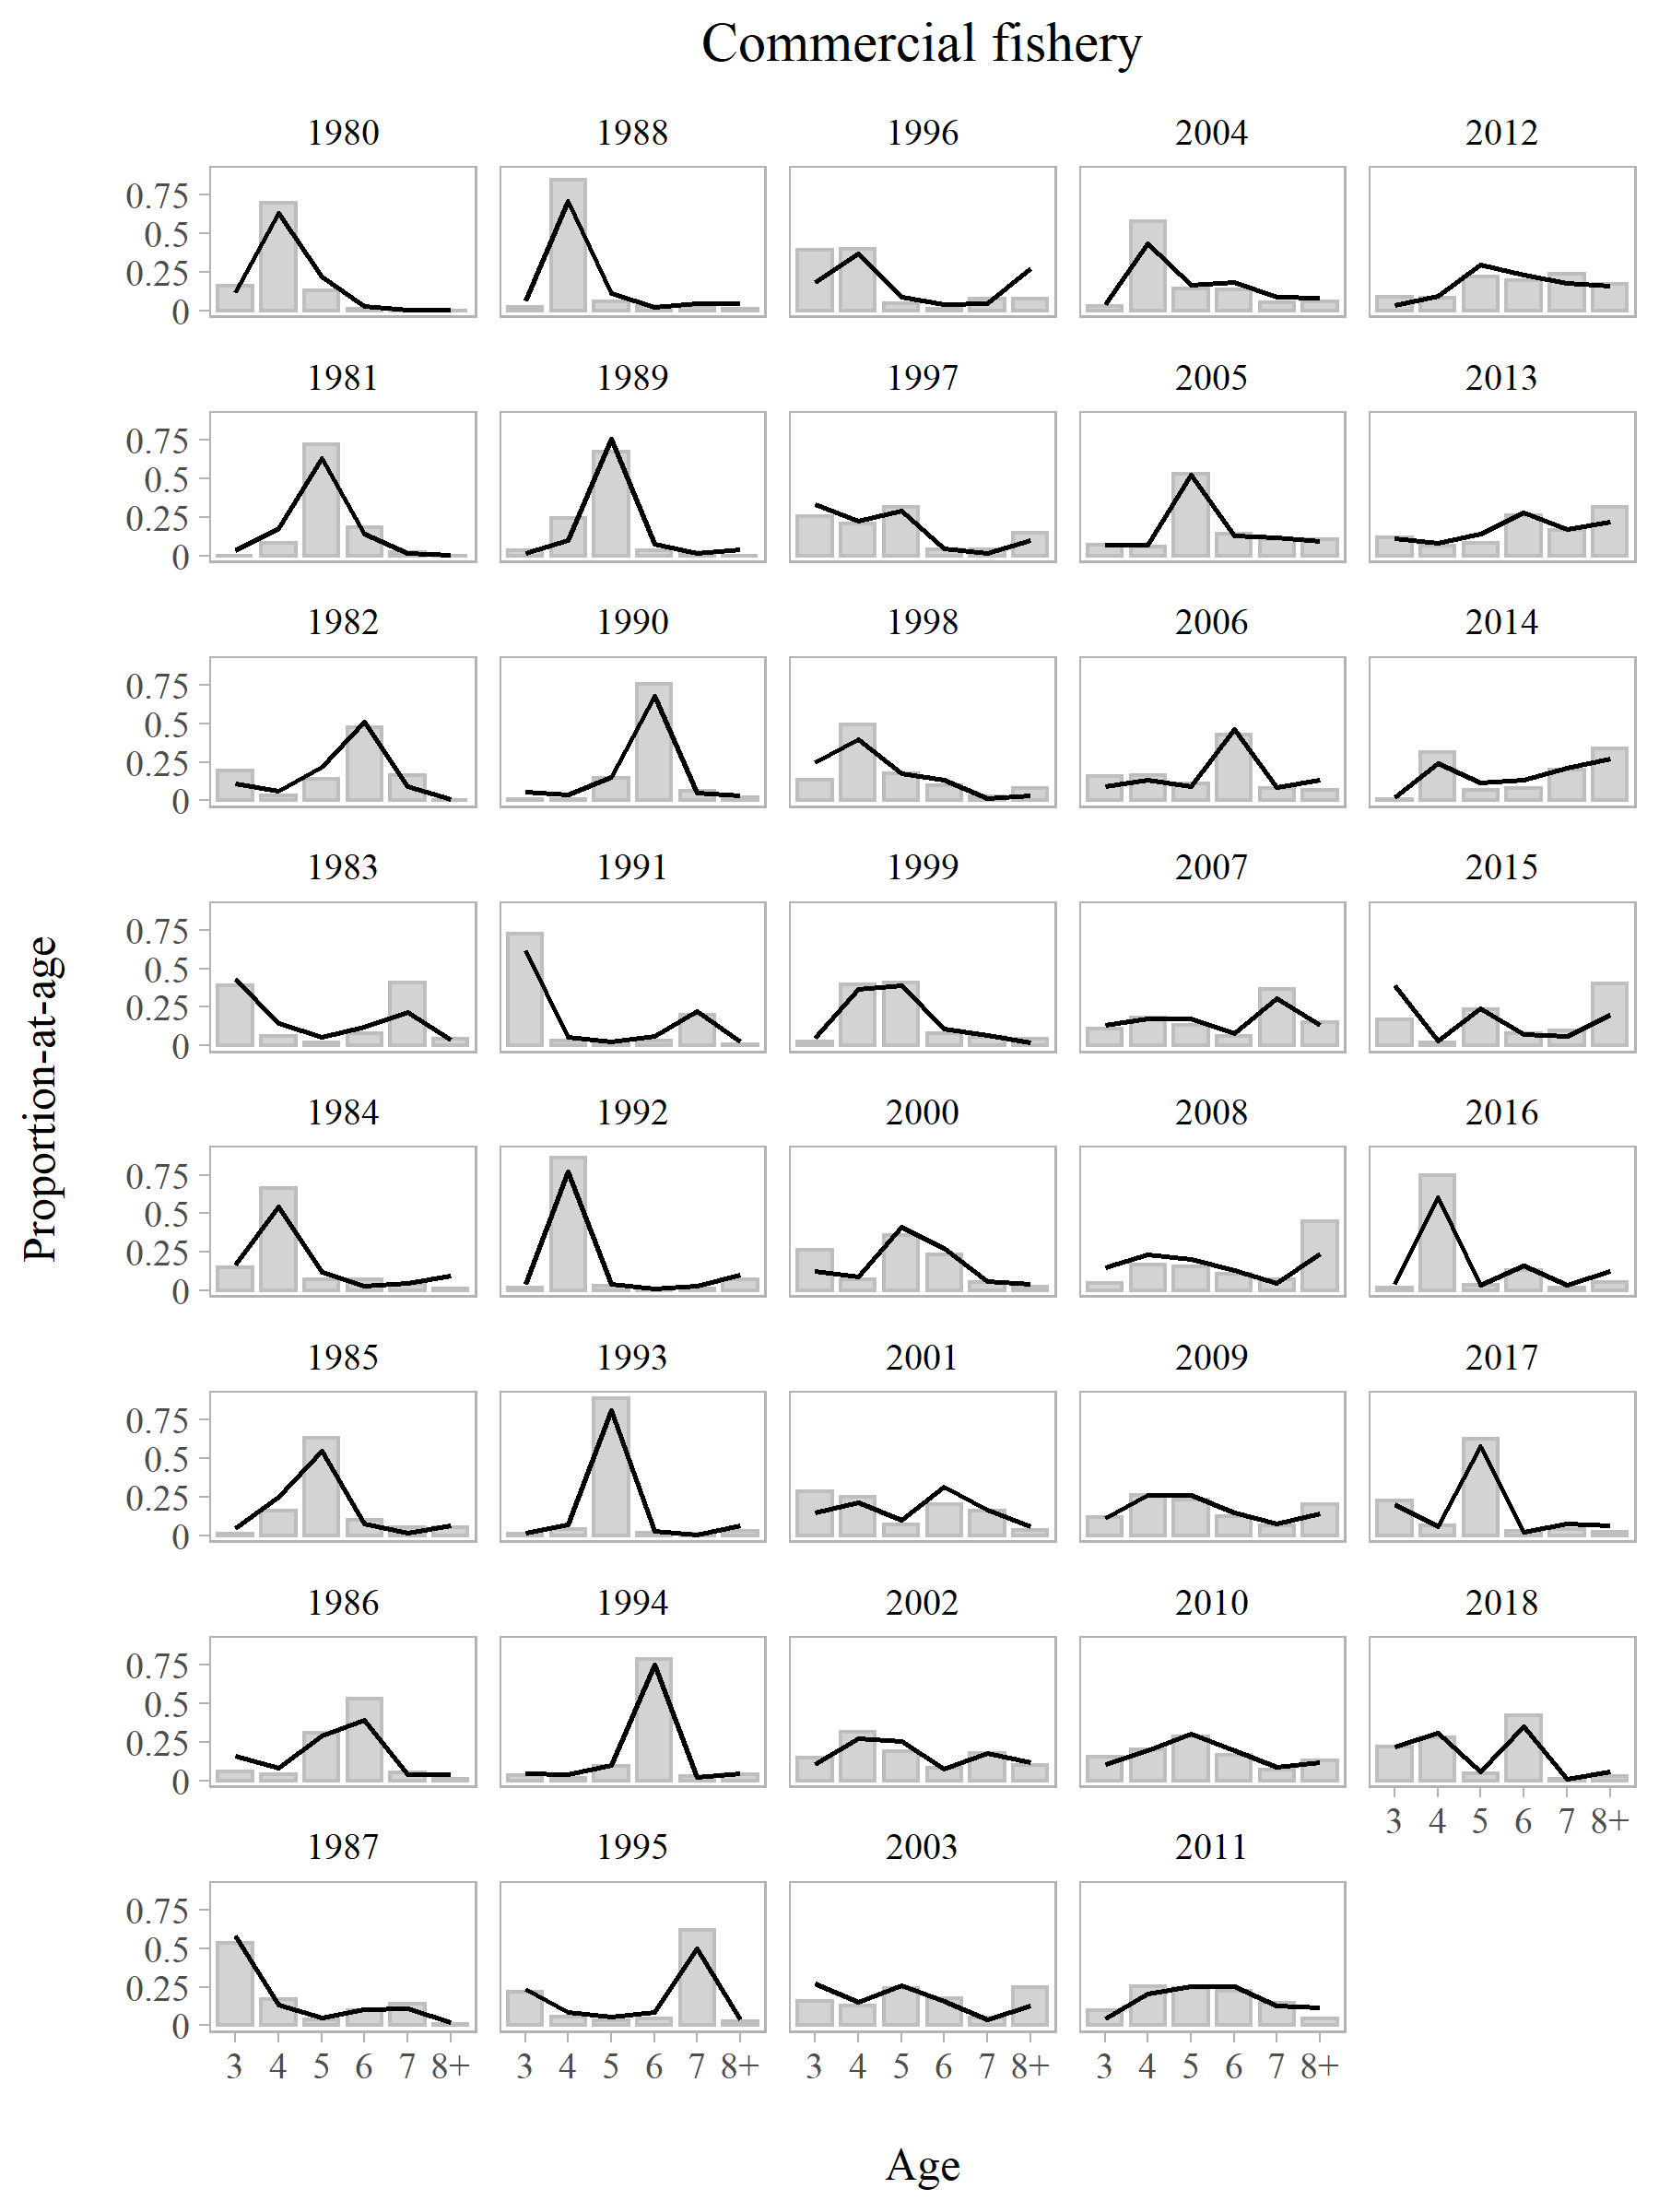 Commercial fishery
1980 1988 1996 2004 2012
0.75
0.5
0.25
0
1981 1989 1997 2005 2013
0.75
0.5
0.25
0
1982 1990 1998 2006 2014
0.75
0.5
0.25
0
1983 1991 1999 2007 2015
0.75
0.5
0.25
0
Proportion-at-age
1984 1992 2000 2008 2016
0.75
0.5
0.25
0
1985 1993 2001 2009 2017
0.75
0.5
0.25
0
1986 1994 2002 2010 2018
0.75
0.5
0.25
0
3 4 5 6 7 8+
1987 1995 2003 2011
0.75
0.5
0.25
0
3 4 5 6 7 8+ 3 4 5 6 7 8+ 3 4 5 6 7 8+ 3 4 5 6 7 8+
Age